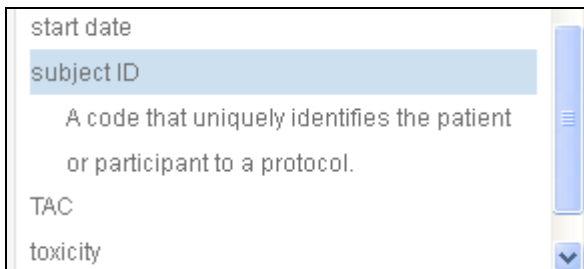 start date
subject ID
A code that uniquely identifies the patient
or participant to a protocol.
TAC
toxicity